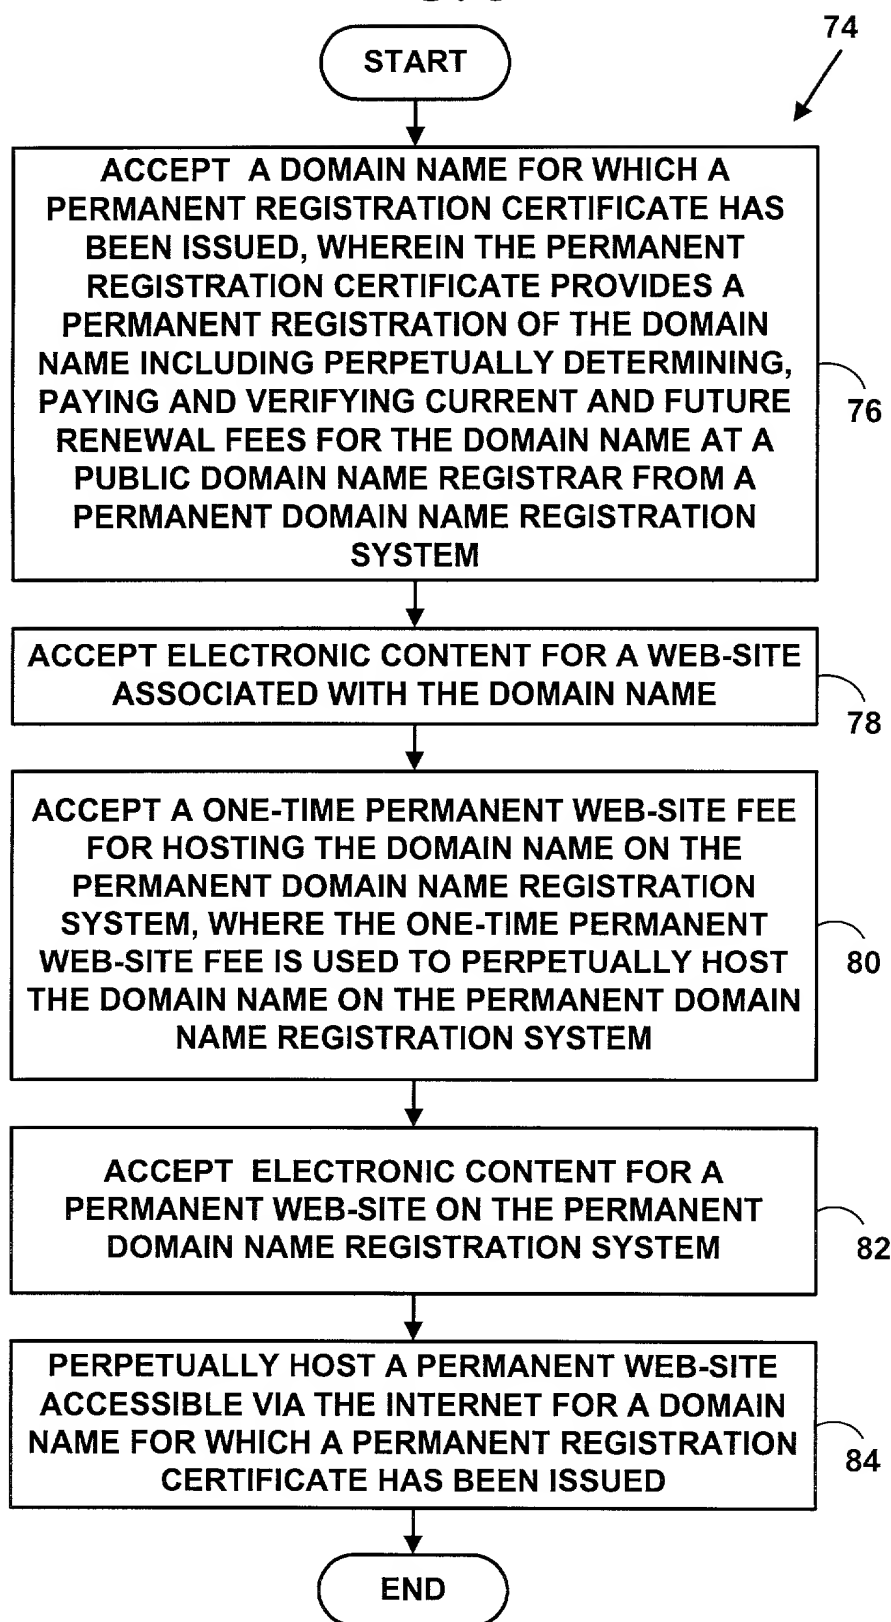 START
74
ACCEPT A DOMAIN NAME FOR WHICH A
PERMANENT REGISTRATION CERTIFICATE HAS
BEEN ISSUED, WHEREIN THE PERMANENT
REGISTRATION CERTIFICATE PROVIDES A
PERMANENT REGISTRATION OF THE DOMAIN
NAME INCLUDING PERPETUALLY DETERMINING,
PAYING AND VERIFYING CURRENT AND FUTURE
RENEWAL FEES FOR THE DOMAIN NAME AT A
PUBLIC DOMAIN NAME REGISTRAR FROM A
PERMANENT DOMAIN NAME REGISTRATION
SYSTEM
76
ACCEPT ELECTRONIC CONTENT FOR A WEB-SITE
ASSOCIATED WITH THE DOMAIN NAME
78
ACCEPT A ONE-TIME PERMANENT WEB-SITE FEE
FOR HOSTING THE DOMAIN NAME ON THE
PERMANENT DOMAIN NAME REGISTRATION
SYSTEM, WHERE THE ONE-TIME PERMANENT
WEB-SITE FEE IS USED TO PERPETUALLY HOST
THE DOMAIN NAME ON THE PERMANENT DOMAIN
NAME REGISTRATION SYSTEM
80
ACCEPT ELECTRONIC CONTENT FOR A
PERMANENT WEB-SITE ON THE PERMANENT
DOMAIN NAME REGISTRATION SYSTEM
82
PERPETUALLY HOST A PERMANENT WEB-SITE
ACCESSIBLE VIA THE INTERNET FOR A DOMAIN
NAME FOR WHICH A PERMANENT REGISTRATION
CERTIFICATE HAS BEEN ISSUED
84
END